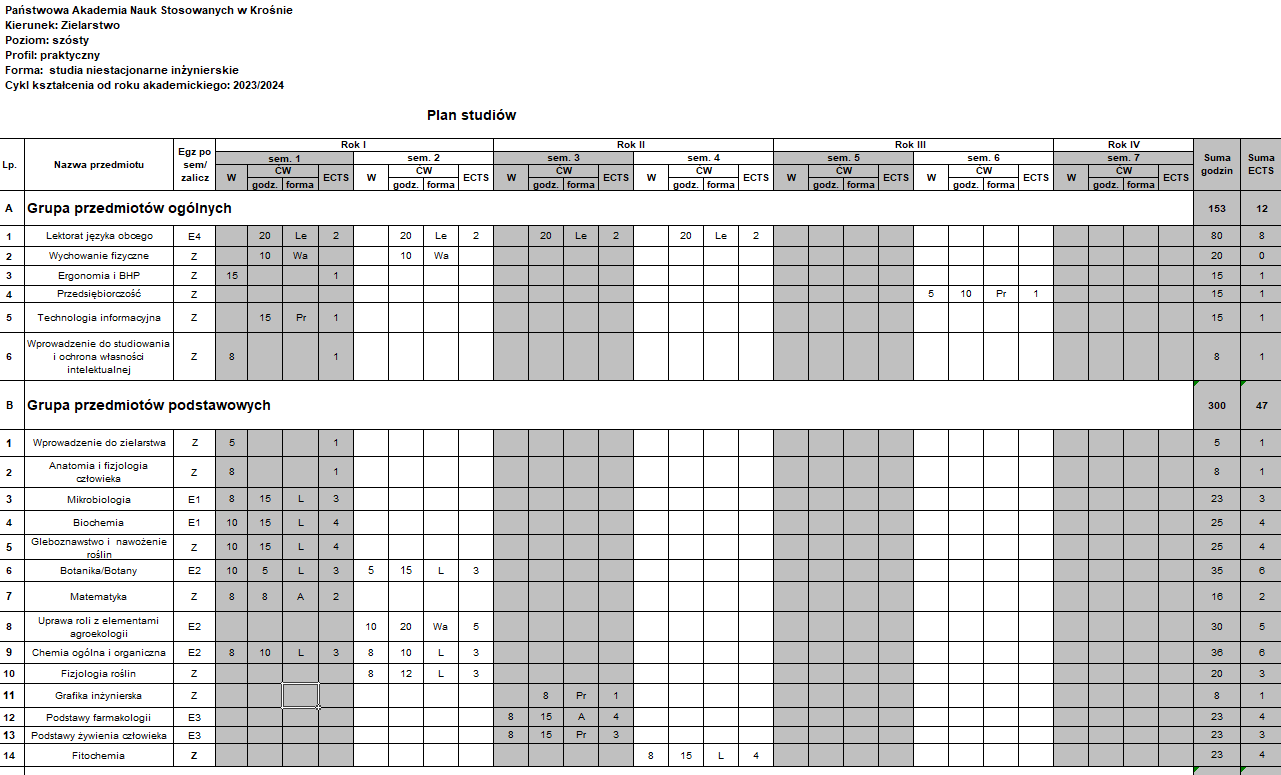 Państwowa Akademia Nauk Stosowanych w Krośnie
Kierunek: Zielarstwo
Poziom: szósty
Profil: praktyczny
Forma: studia niestacjonarne inżynierskie
Cykl kształcenia od roku akademickiego: 2023/2024
Plan studiów
Lp. Nazwa przedmiotu Egz po sem/ zalicz Rok I Rok II Rok III Rok IV Suma godzin Suma ECTS
sem. 1 sem. 2 sem. 3 sem. 4 sem. 5 sem. 6 sem. 7
W CW ECTS W CW ECTS W CW ECTS W CW ECTS W CW ECTS W CW ECTS W CW ECTS
godz. forma godz. forma godz. forma godz. forma godz. forma godz. forma godz. forma
A Grupa przedmiotów ogólnych 153 12
1 Lektorat języka obcego E4 20 Le 2 20 Le 2 20 Le 2 20 Le 2 80 8
2 Wychowanie fizyczne Z 10 Wa 10 Wa 20 0
3 Ergonomia i BHP Z 15 1 15 1
4 Przedsiębiorczość Z 5 10 Pr 1 15 1
5 Technologia informacyjna Z 15 Pr 1 15 1
6 Wprowadzenie do studiowania i ochrona własności intelektualnej Z 8 1 8 1
B Grupa przedmiotów podstawowych 300 47
1 Wprowadzenie do zielarstwa Z 5 1 5 1
2 Anatomia i fizjologia człowieka Z 8 1 8 1
3 Mikrobiologia E1 8 15 L 3 23 3
4 Biochemia E1 10 15 L 4 25 4
5 Gleboznawstwo i nawożenie roślin Z 10 15 L 4 25 4
6 Botanika/Botany E2 10 5 L 3 5 15 L 3 35 6
7 Matematyka Z 8 8 A 2 16 2
8 Uprawa roli z elementami agroekologii E2 10 20 Wa 5 30 5
9 Chemia ogólna i organiczna E2 8 10 L 3 8 10 L 3 36 6
10 Fizjologia roślin Z 8 12 L 3 20 3
11 Grafika inżynierska Z 8 Pr 1 8 1
12 Podstawy farmakologii E3 8 15 A 4 23 4
13 Podstawy żywienia człowieka E3 8 15 Pr 3 23 3
14 Fitochemia Z 8 15 L 4 23 4